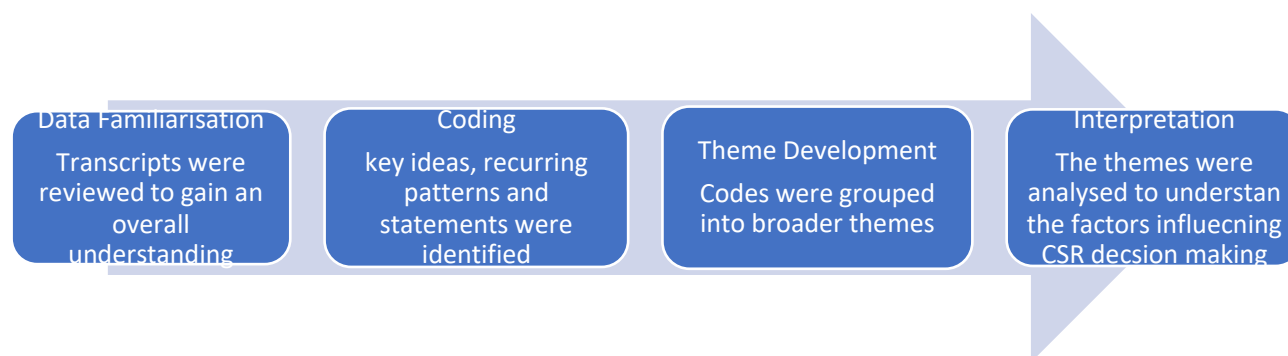 Data Familiarisation
Transcripts were
reviewed to gain an
overall
understanding
Coding
key ideas, recurring
patterns and
statements were
identified
Theme Development
Codes were grouped
into broader themes
Interpretation
The themes were
analysed to understan
the factors influecning
CSR decsion making